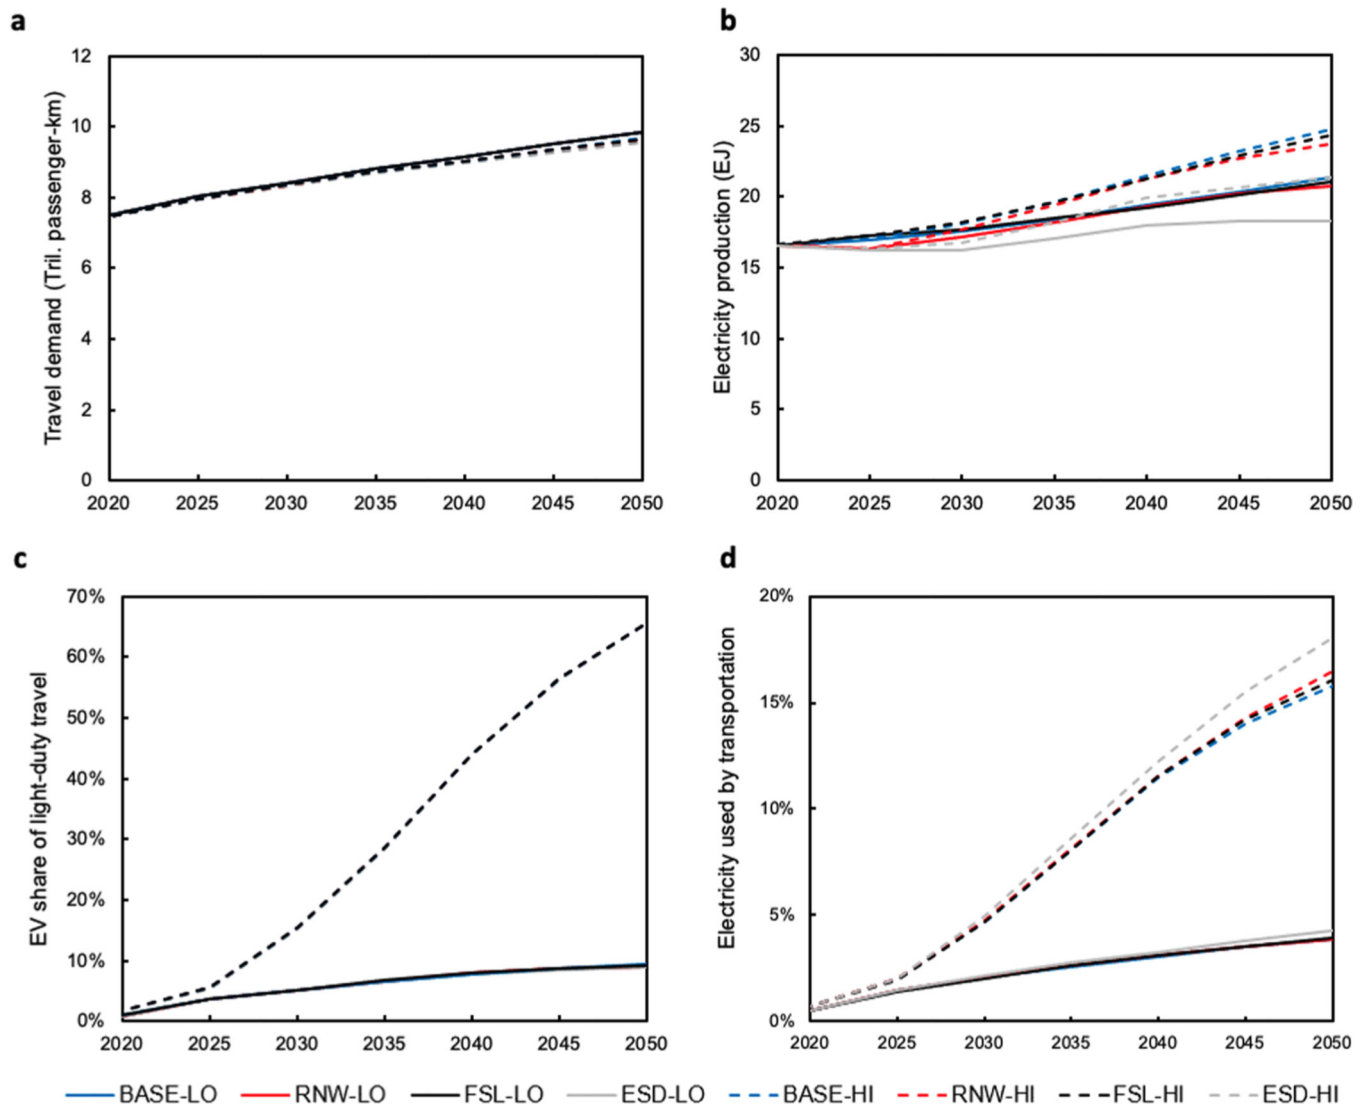 a
b
Travel demand (Tril. passenger-km)
12
10
8
6
4
2
0
2020 2025 2030 2035 2040 2045 2050
Electricity production (EJ)
30
25
20
15
10
5
0
2020 2025 2030 2035 2040 2045 2050
c
d
EV share of light-duty travel
70%
60%
50%
40%
30%
20%
10%
0%
2020 2025 2030 2035 2040 2045 2050
Electricity used by transportation
20%
15%
10%
5%
0%
2020 2025 2030 2035 2040 2045 2050
BASE-LO RNW-LO FSL-LO ESD-LO BASE-HI RNW-HI FSL-HI ESD-HI